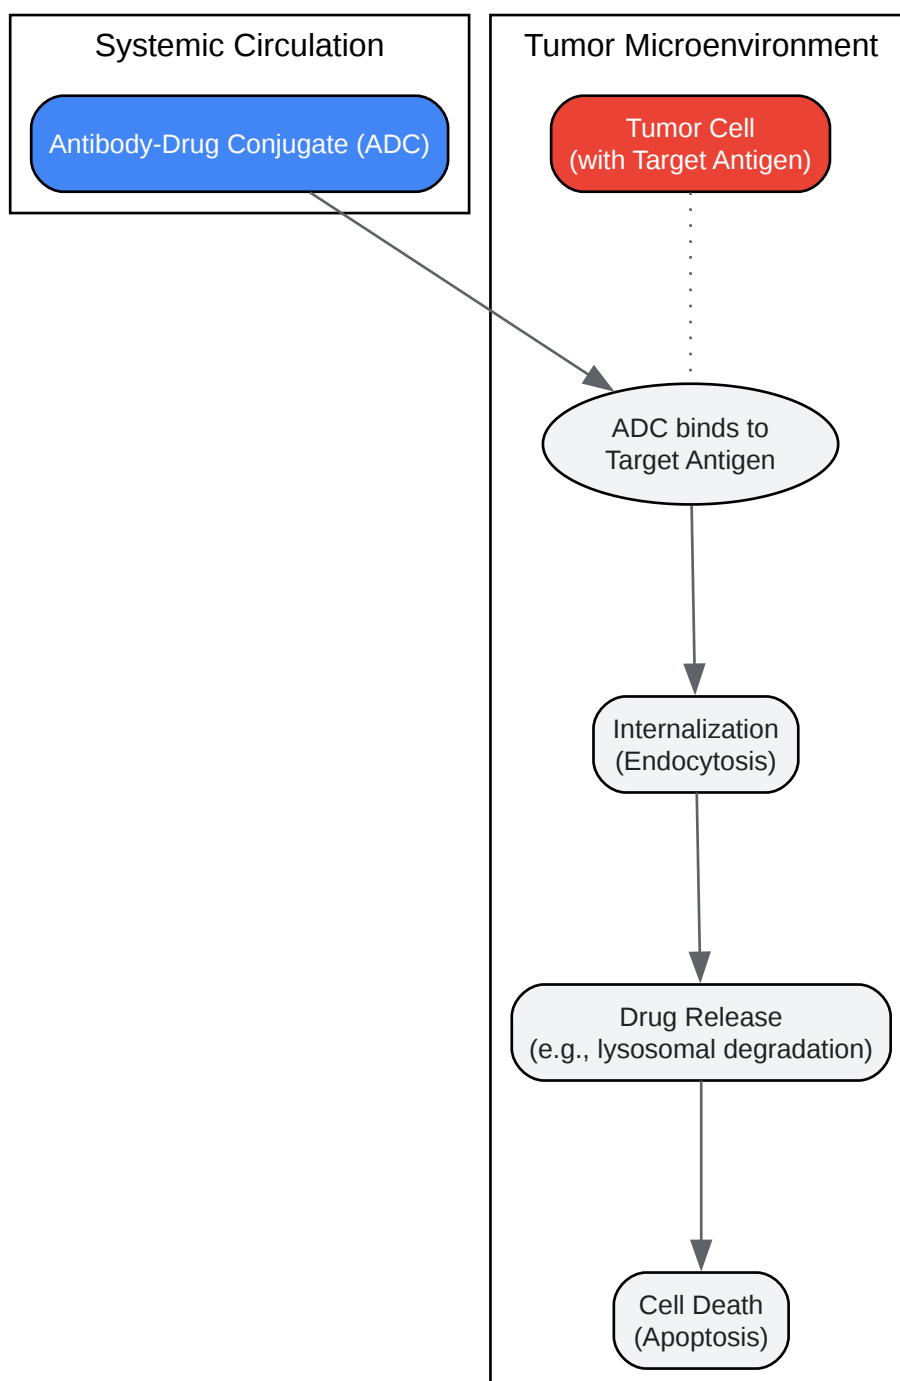 Systemic Circulation
Antibody-Drug Conjugate (ADC)
Tumor Microenvironment
Tumor Cell
(with Target Antigen)
ADC binds to
Target Antigen
Internalization
(Endocytosis)
Drug Release
(e.g., lysosomal degradation)
Cell Death
(Apoptosis)